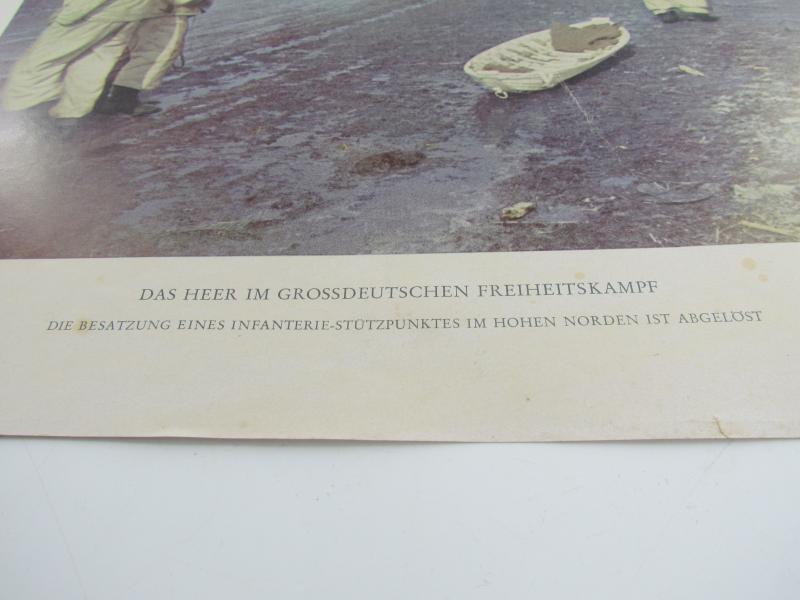 DAS HEER IM GROSSDEUTSCHEN FREIHEITSKAMPF
DIE BESATZUNG EINES INFANTERIE-STÜTZPUNKTES IM HOHEN NORDEN IST ABGELÖST